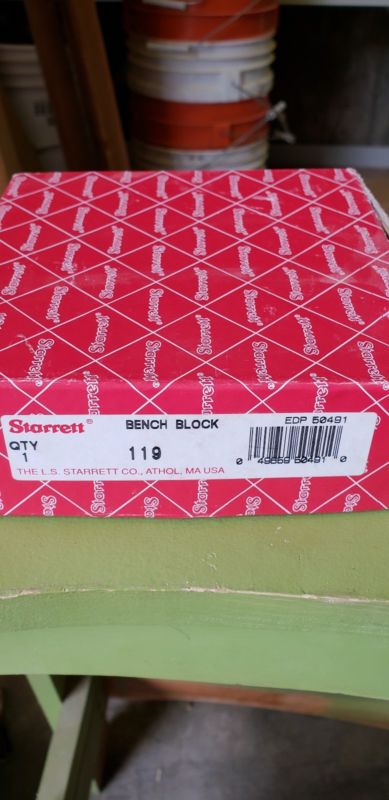 Starrett
BENCH BLOCK
EDP 50491
QTY
1
119
0 49659 50491 0
THE L.S. STARRETT CO., ATHOL, MA USA